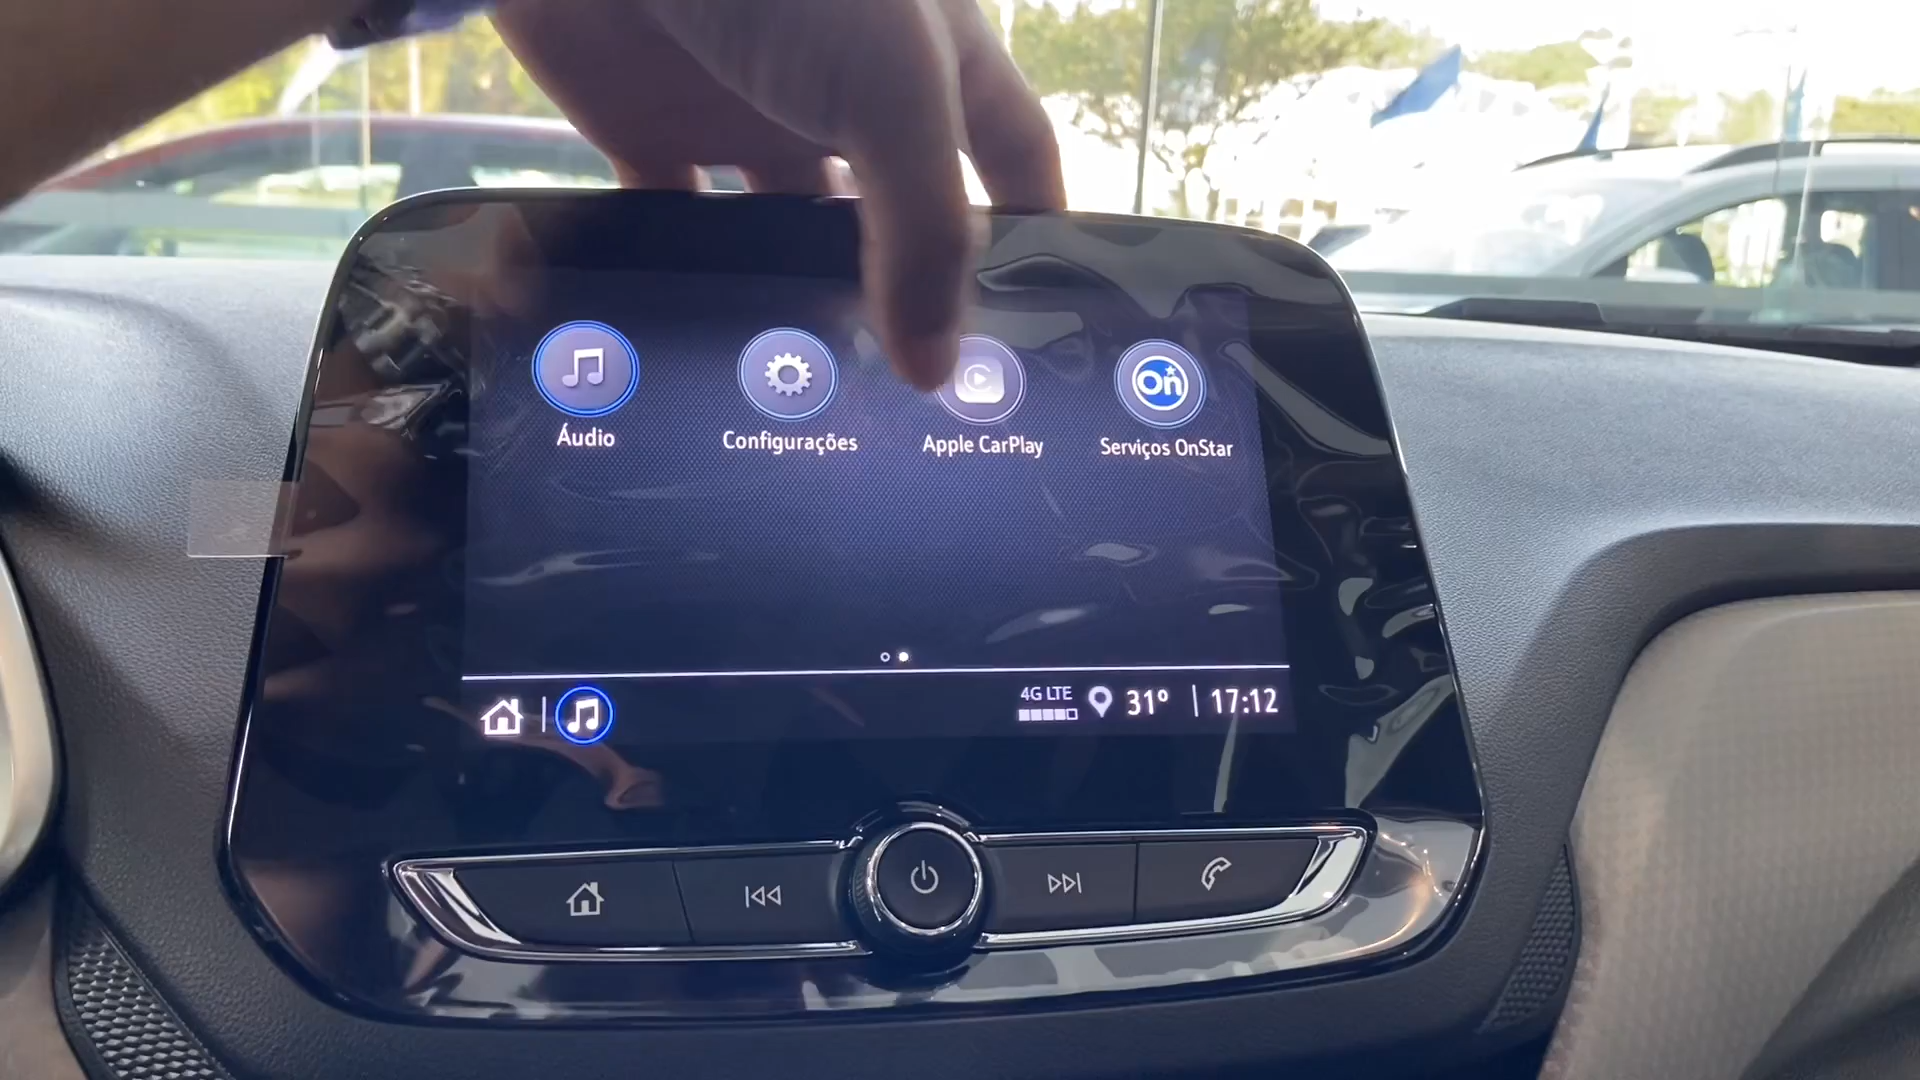 On
Áudio
Configurações
Apple CarPlay
Serviços OnStar
4G LTE
31°
17:12